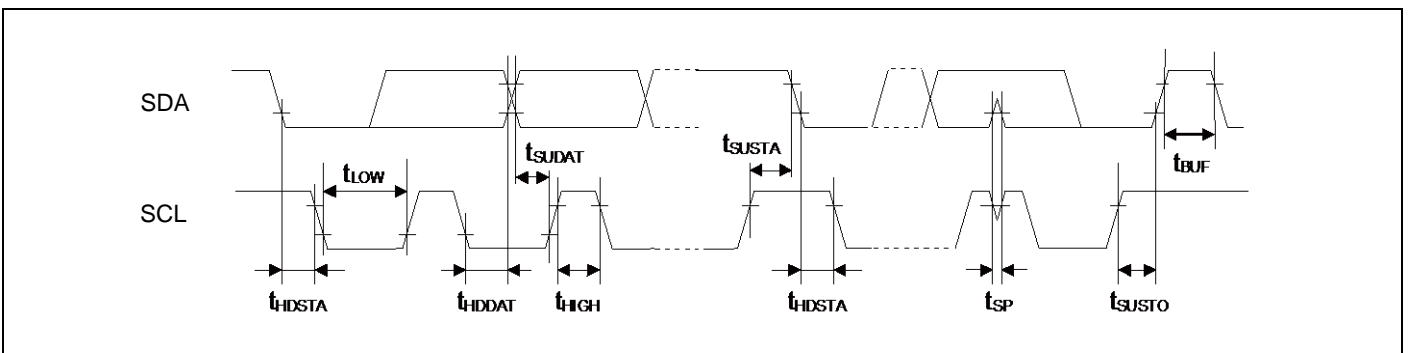 SDA
tSUDAT
tSUSTA
tBUF
tLOW
SCL
tHDSTA
tHDDAT
tHIGH
tHDSTA
tSP
tSUSTO